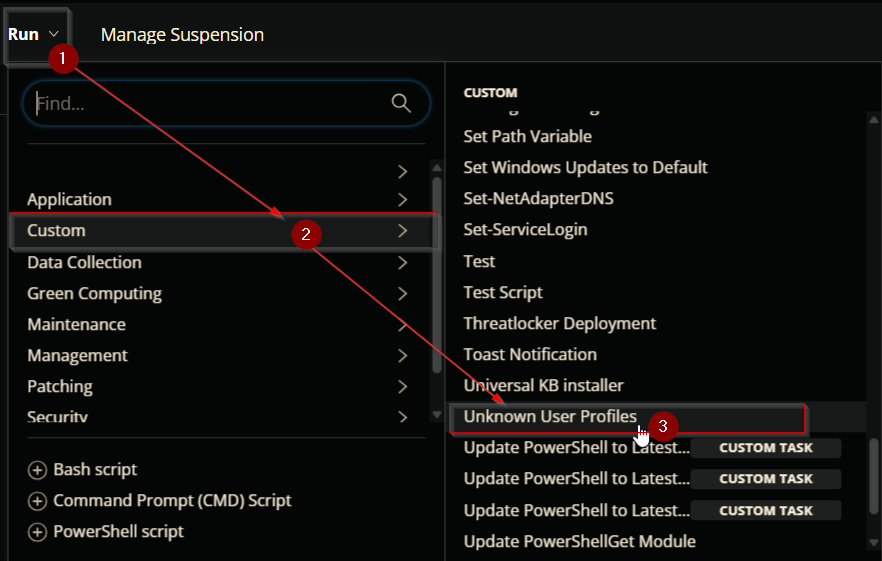 Run
Manage Suspension
1
Find...
Application
Custom
2
Data Collection
Green Computing
Maintenance
Management
Patching
Security
Bash script
Command Prompt (CMD) Script
PowerShell script
CUSTOM
Set Path Variable
Set Windows Updates to Default
Set-NetAdapterDNS
Set-ServiceLogin
Test
Test Script
Threatlocker Deployment
Toast Notification
Universal KB installer
Unknown User Profiles
3
Update PowerShell to Latest... CUSTOM TASK
Update PowerShell to Latest... CUSTOM TASK
Update PowerShell to Latest... CUSTOM TASK
Update PowerShellGet Module